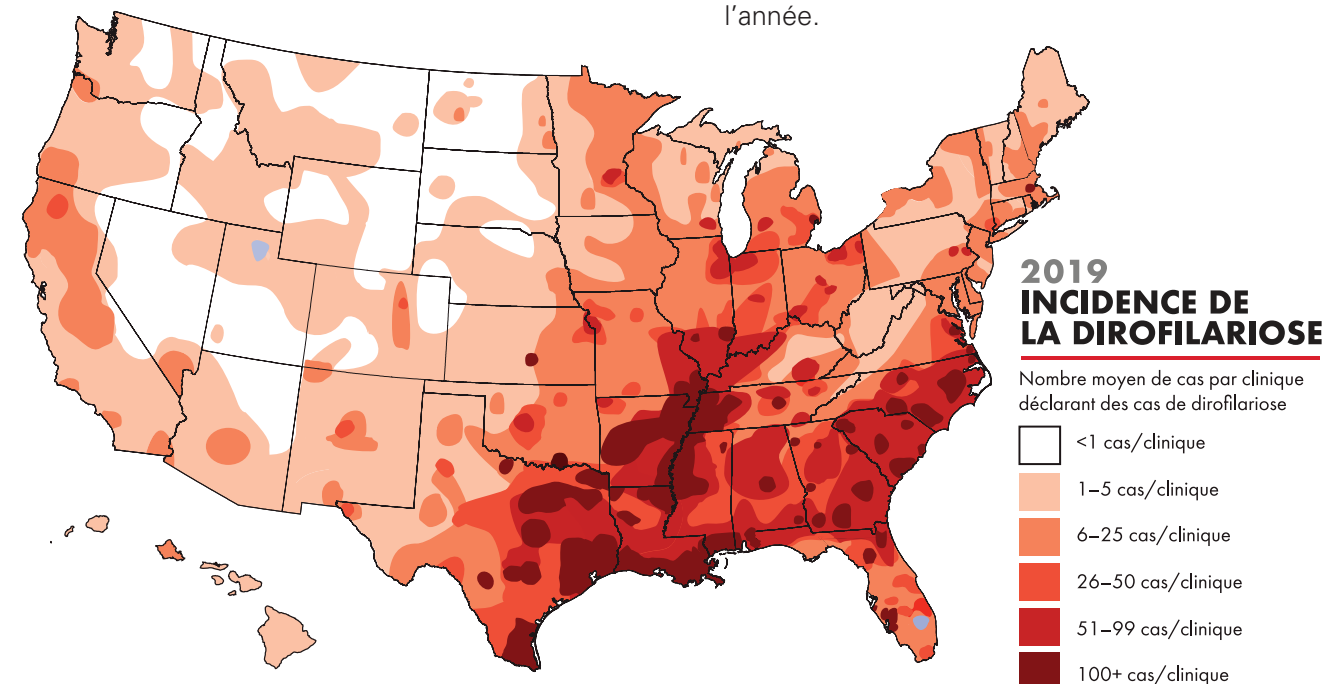 l’année.
2019
INCIDENCE DE
LA DIROFILARIOSE
Nombre moyen de cas par clinique
déclarant des cas de dirofilariose
<1 cas/clinique
1–5 cas/clinique
6–25 cas/clinique
26–50 cas/clinique
51–99 cas/clinique
100+ cas/clinique